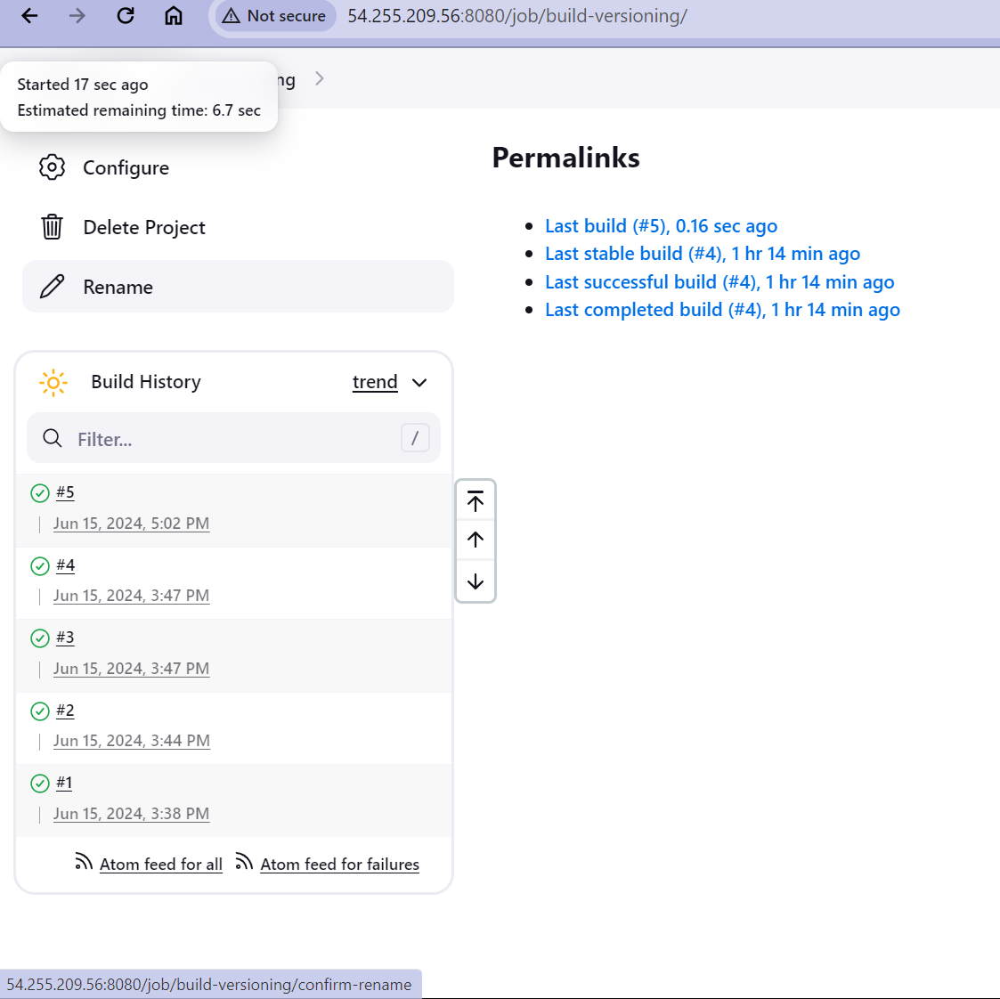 Not secure 54.255.209.56:8080/job/build-versioning/
Started 17 sec ago
Estimated remaining time: 6.7 sec
ng
Configure
Delete Project
Rename
Permalinks
Last build (#5), 0.16 sec ago
Last stable build (#4), 1 hr 14 min ago
Last successful build (#4), 1 hr 14 min ago
Last completed build (#4), 1 hr 14 min ago
Build History trend
Filter... /
#5
Jun 15, 2024, 5:02 PM
#4
Jun 15, 2024, 3:47 PM
#3
Jun 15, 2024, 3:47 PM
#2
Jun 15, 2024, 3:44 PM
#1
Jun 15, 2024, 3:38 PM
Atom feed for all Atom feed for failures
54.255.209.56:8080/job/build-versioning/confirm-rename